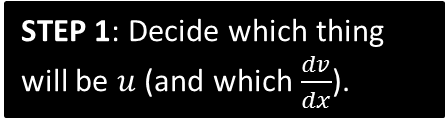 STEP 1: Decide which thing
will be u (and which dv/dx).